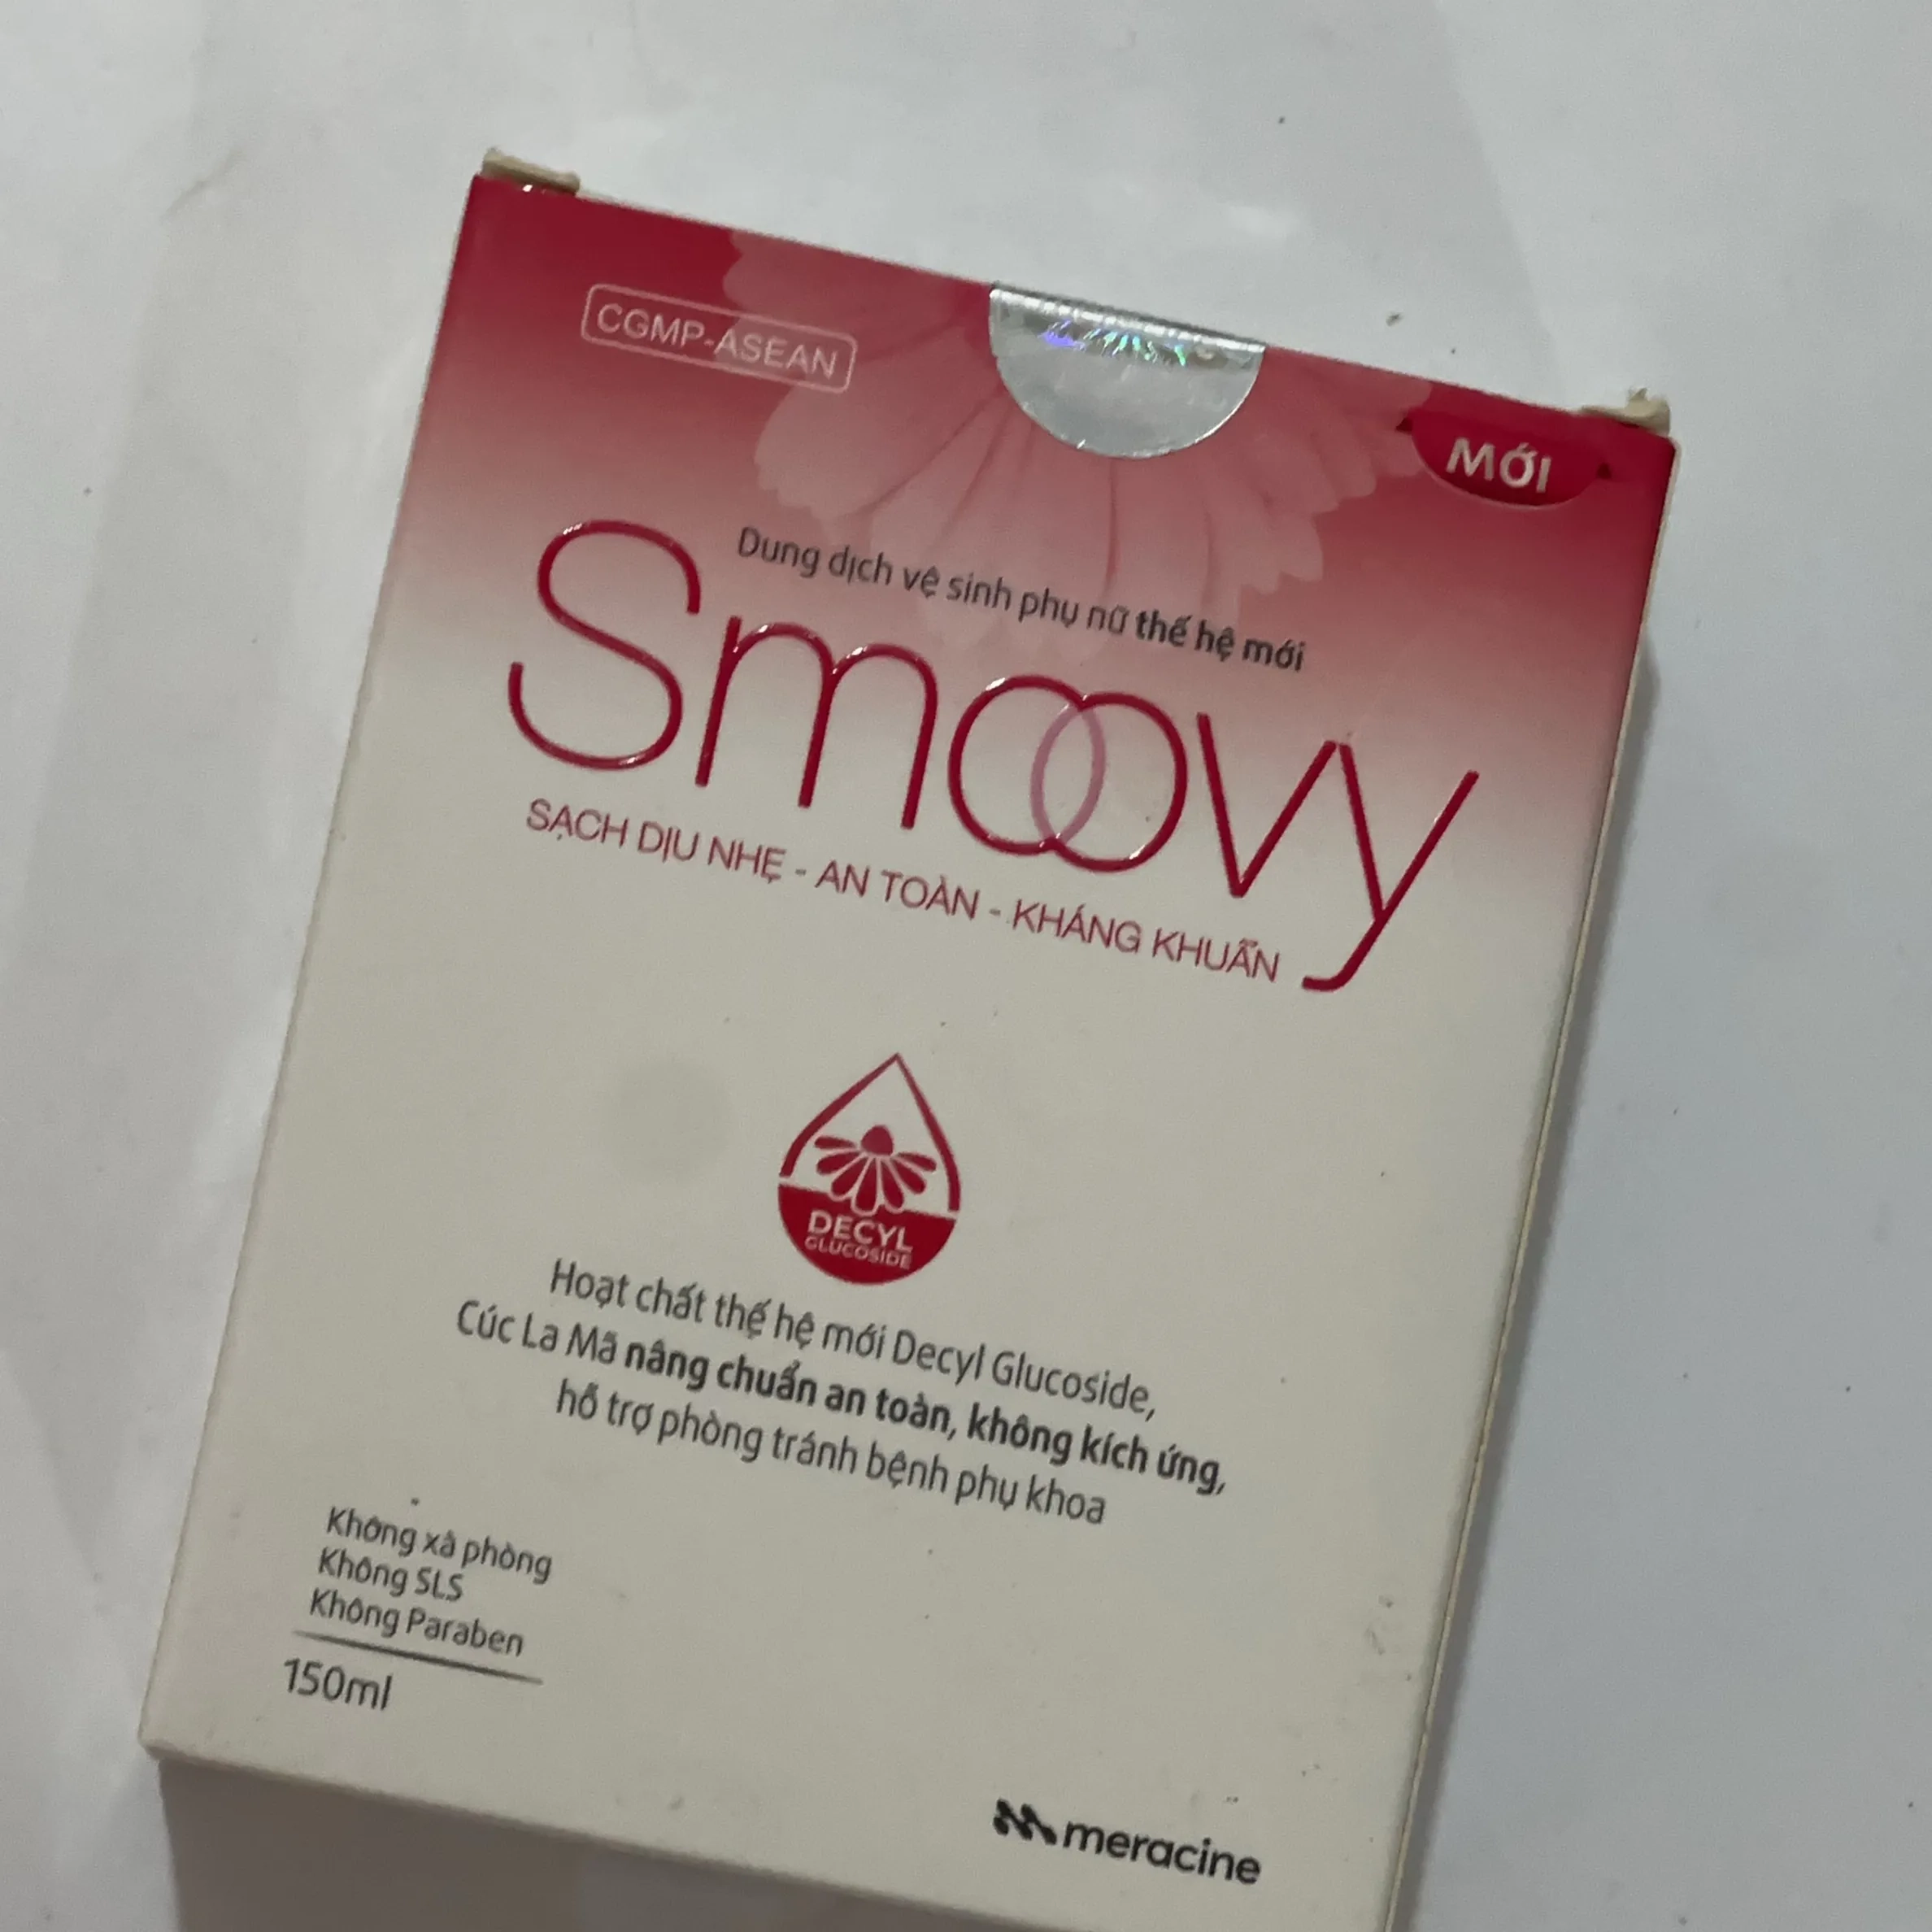 CGMP-ASEAN
MỚI
Dung dịch vệ sinh phụ nữ thế hệ mới
Smoovy
SẠCH DỊU NHẸ - AN TOÀN - KHÁNG KHUẨN
DECYL
GLUCOSIDE
Hoạt chất thế hệ mới Decyl Glucoside,
Cúc La Mã nâng chuẩn an toàn, không kích ứng,
hỗ trợ phòng tránh bệnh phụ khoa
Không xà phòng
Không SLS
Không Paraben
150ml
meracine